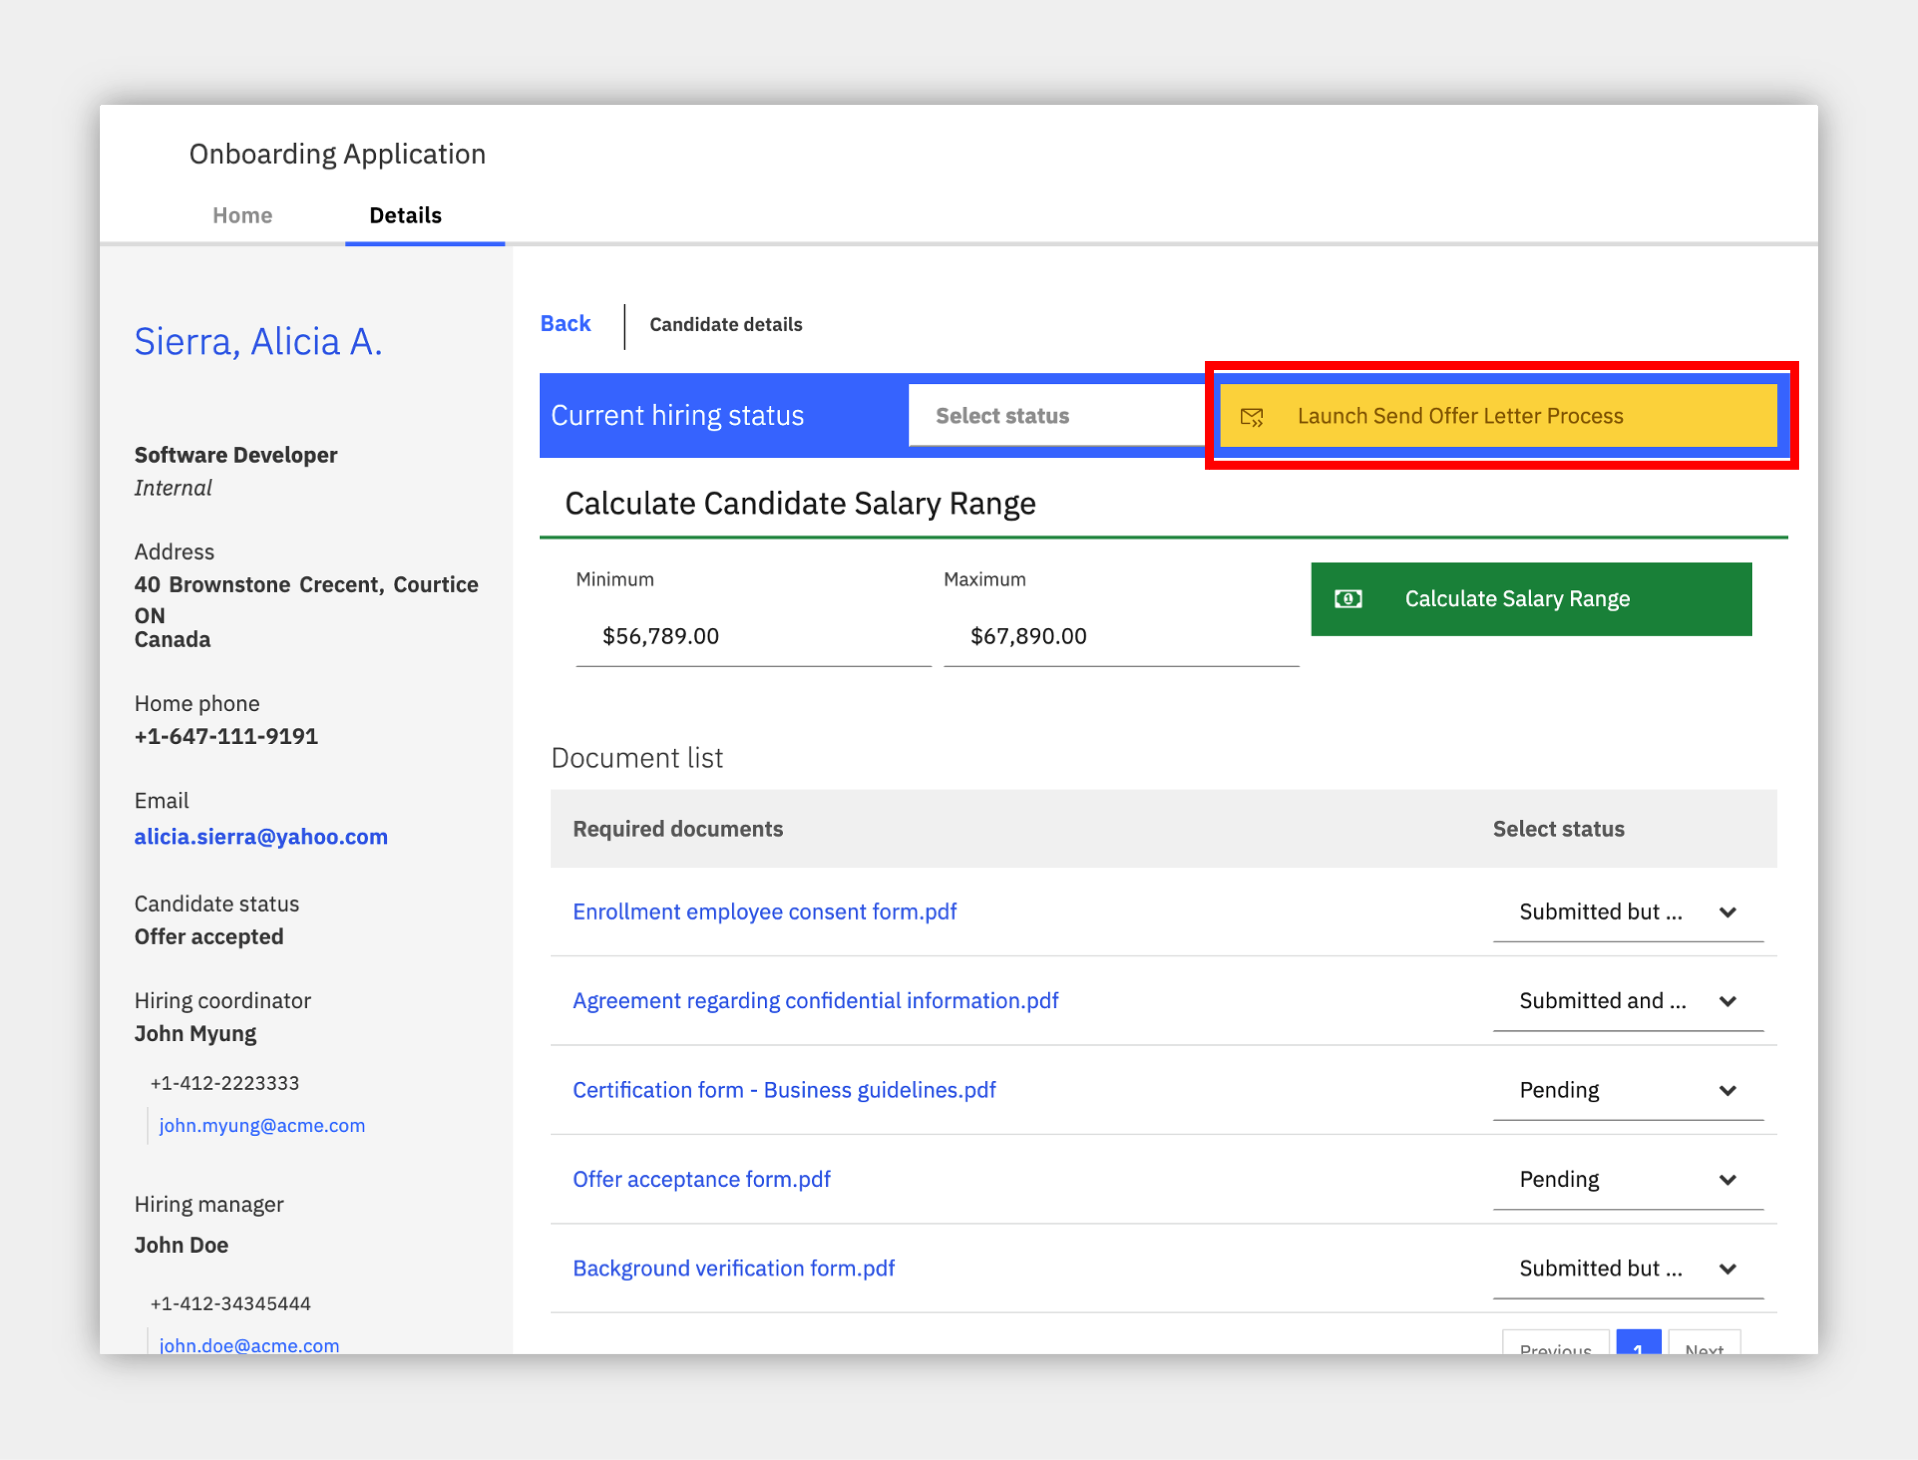 Onboarding Application
Home
Details
Sierra, Alicia A.
Software Developer
Internal
Address
40 Brownstone Crecent, Courtice
ON
Canada
Home phone
+1-647-111-9191
Email
alicia.sierra@yahoo.com
Candidate status
Offer accepted
Hiring coordinator
John Myung
+1-412-2223333
john.myung@acme.com
Hiring manager
John Doe
+1-412-34345444
john.doe@acme.com
Back
Candidate details
Current hiring status
Select status
Launch Send Offer Letter Process
Calculate Candidate Salary Range
Minimum
Maximum
$56,789.00
$67,890.00
Calculate Salary Range
Document list
Required documents
Select status
Enrollment employee consent form.pdf
Submitted but ...
Agreement regarding confidential information.pdf
Submitted and ...
Certification form - Business guidelines.pdf
Pending
Offer acceptance form.pdf
Pending
Background verification form.pdf
Submitted but ...
Previous
1
Next